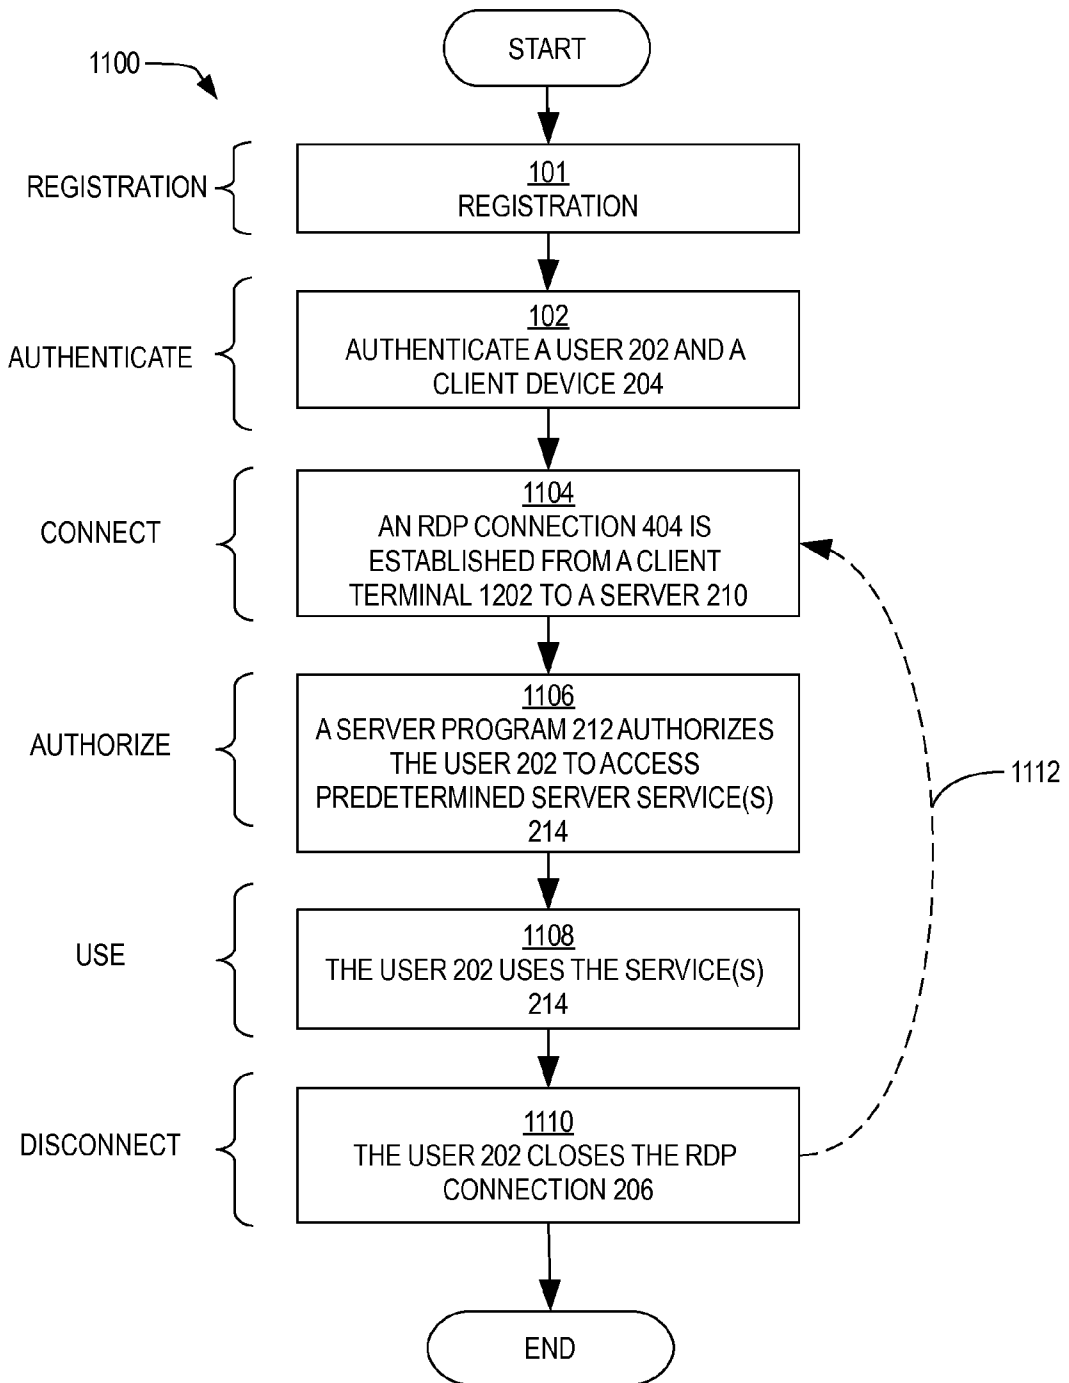 START
1100
REGISTRATION
101
REGISTRATION
AUTHENTICATE
102
AUTHENTICATE A USER 202 AND A
CLIENT DEVICE 204
CONNECT
1104
AN RDP CONNECTION 404 IS
ESTABLISHED FROM A CLIENT
TERMINAL 1202 TO A SERVER 210
AUTHORIZE
1106
A SERVER PROGRAM 212 AUTHORIZES
THE USER 202 TO ACCESS
PREDETERMINED SERVER SERVICE(S)
214
1112
USE
1108
THE USER 202 USES THE SERVICE(S)
214
DISCONNECT
1110
THE USER 202 CLOSES THE RDP
CONNECTION 206
END